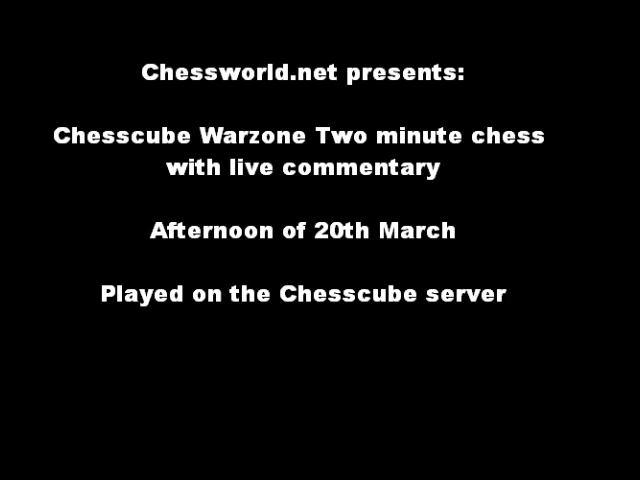 Chessworld.net presents:
Chesscube Warzone Two minute chess
with live commentary
Afternoon of 20th March
Played on the Chesscube server